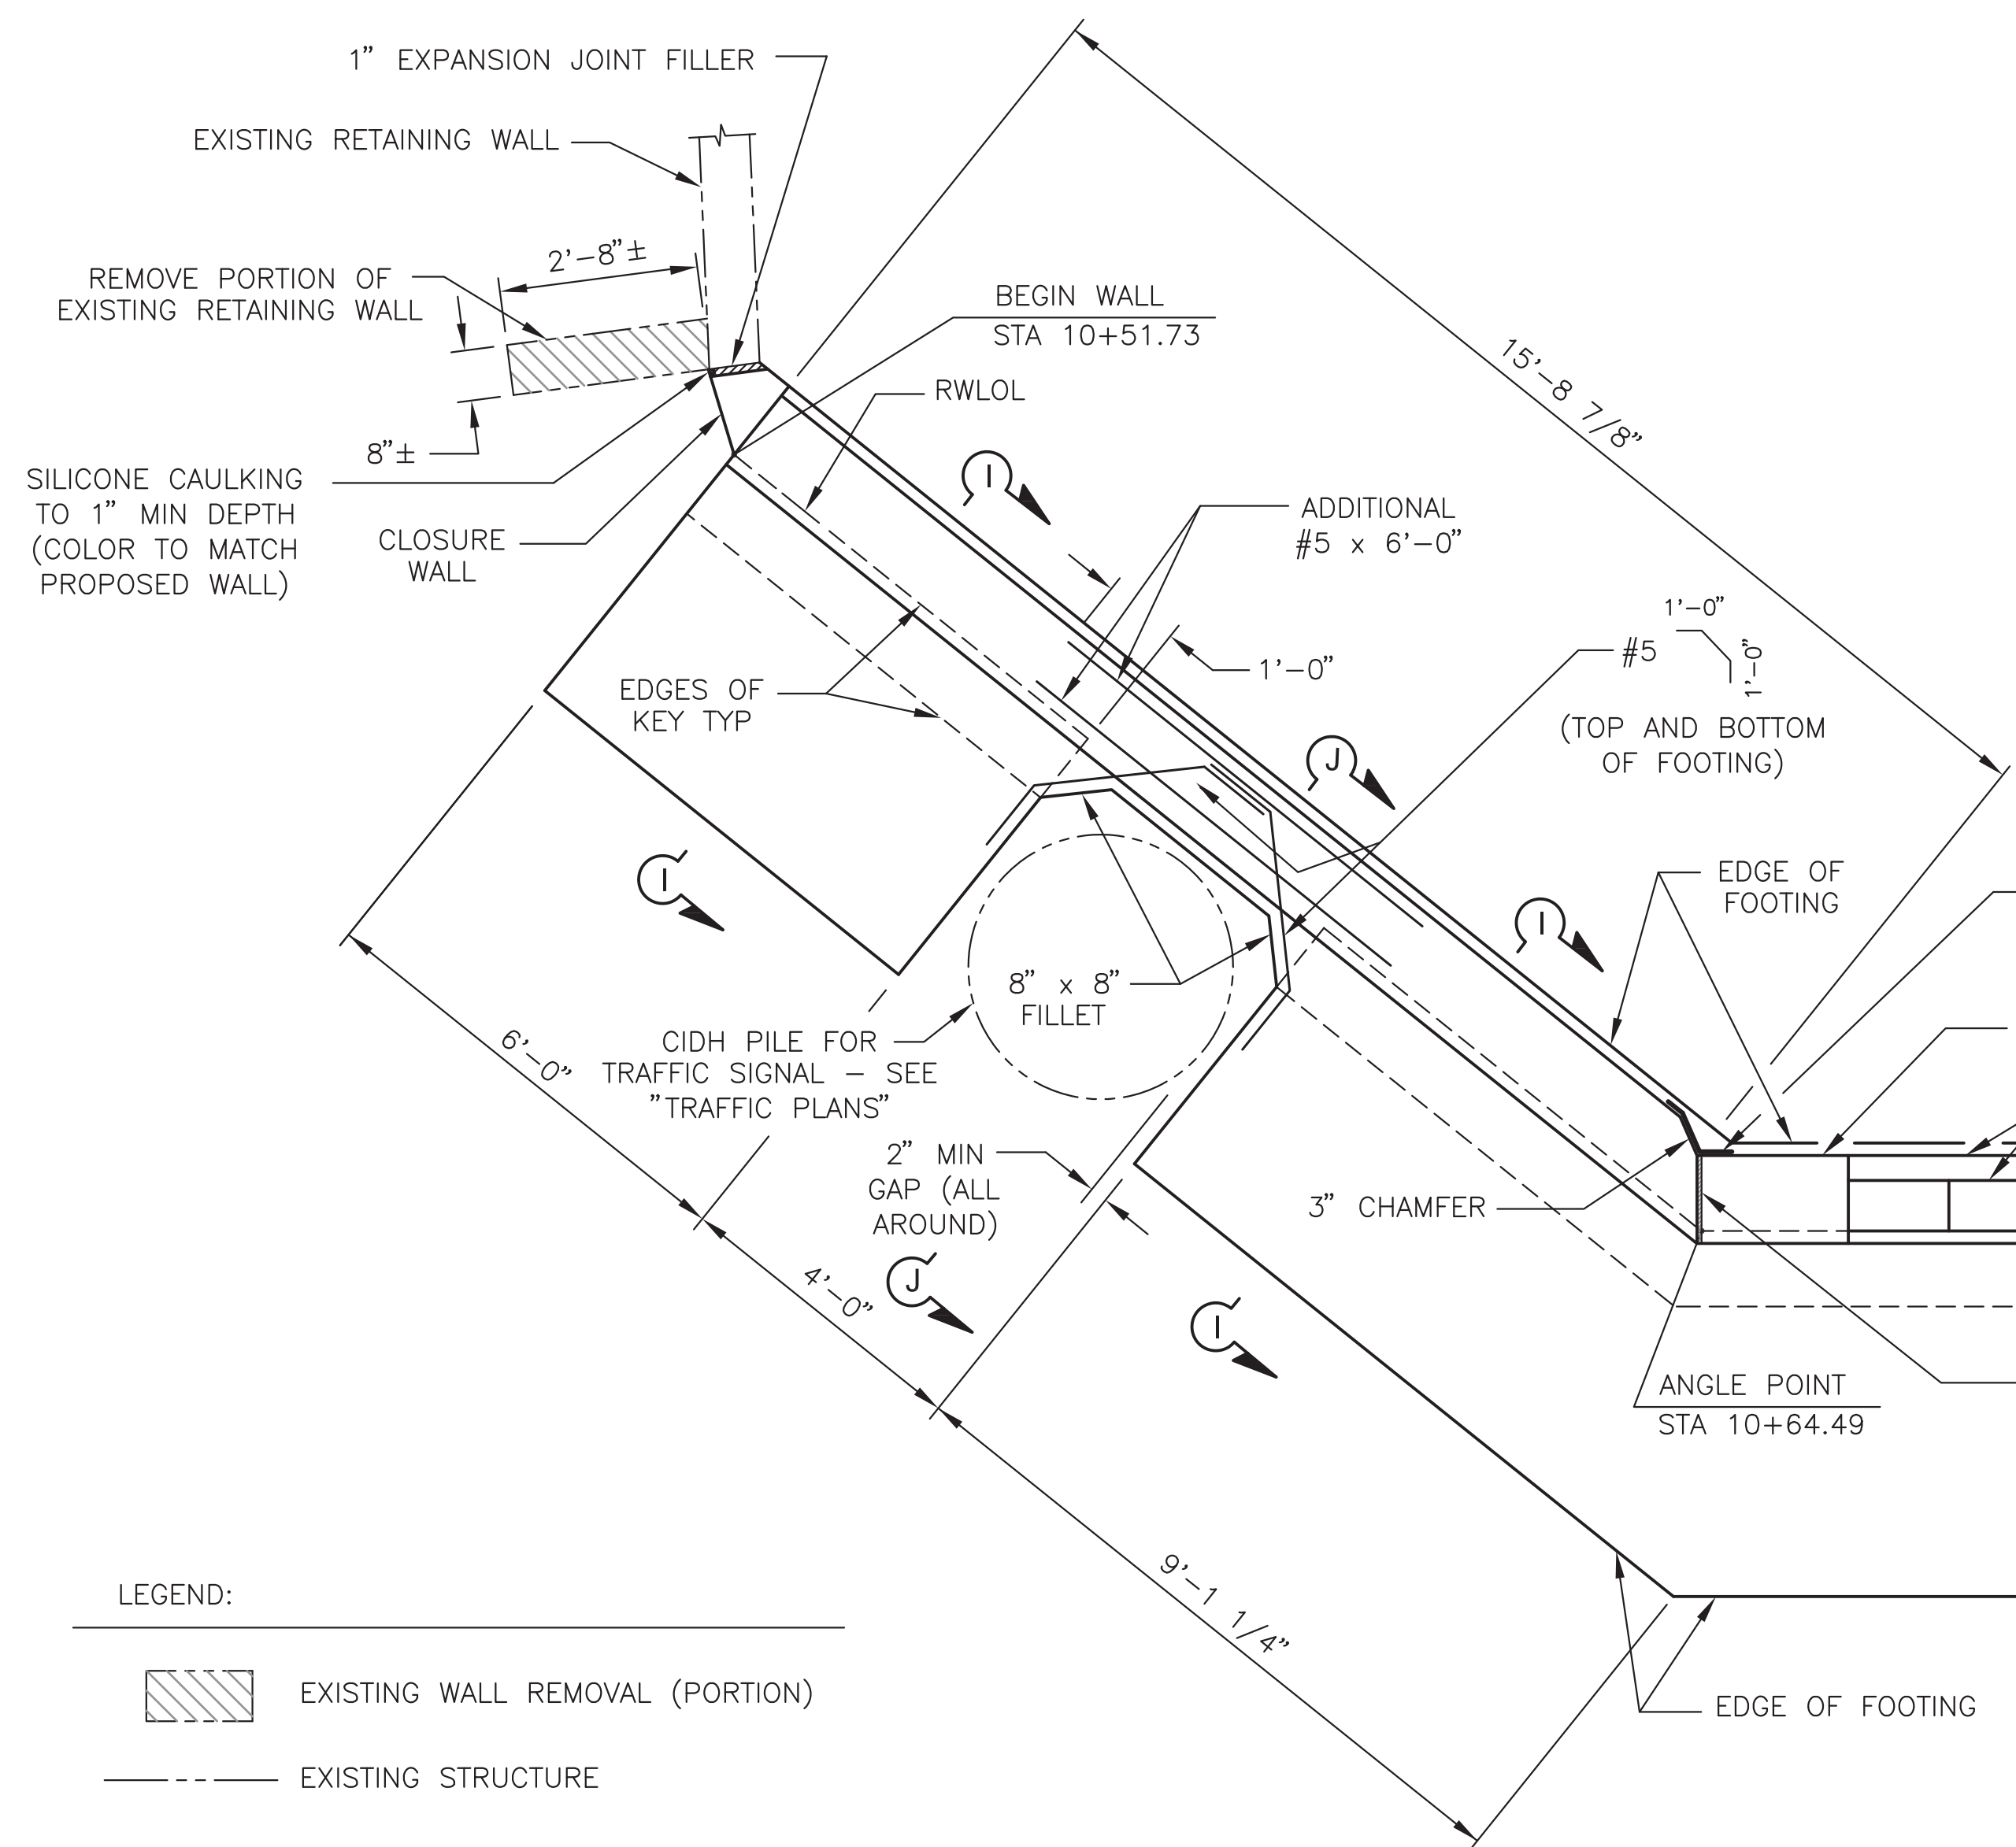 1” EXPANSION JOINT FILLER
EXISTING RETAINING WALL
2’–8”±
REMOVE PORTION OF
EXISTING RETAINING WALL
BEGIN WALL
STA 10+51.73
15’–8 7/8”
RWLOL
8”±
SILICONE CAULKING
TO 1” MIN DEPTH
(COLOR TO MATCH
PROPOSED WALL)
CLOSURE
WALL
I
ADDITIONAL
#5 x 6’–0”
1’–0”
#5
1’–0”
1’–0”
(TOP AND BOTTOM
OF FOOTING)
EDGES OF
KEY TYP
J
I
EDGE OF
FOOTING
I
8” x 8”
FILLET
6’–0”
CIDH PILE FOR
TRAFFIC SIGNAL – SEE
”TRAFFIC PLANS”
2” MIN
GAP (ALL
AROUND)
3” CHAMFER
4’–0”
J
I
ANGLE POINT
STA 10+64.49
9’–1 1/4”
LEGEND:
EXISTING WALL REMOVAL (PORTION)
EDGE OF FOOTING
EXISTING STRUCTURE